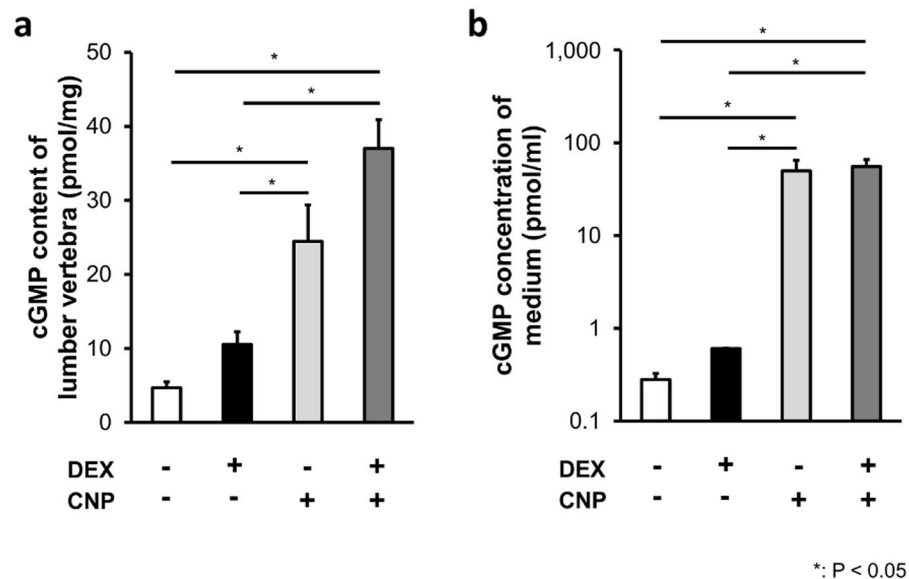 a
cGMP content of
lumber vertebra (pmol/mg)
50
40
30
20
10
0
*
*
*
*
DEX - + - +
CNP - - + +
b
cGMP concentration of
medium (pmol/ml)
1,000
100
10
1
0.1
*
*
*
*
DEX - + - +
CNP - - + +
*: P < 0.05